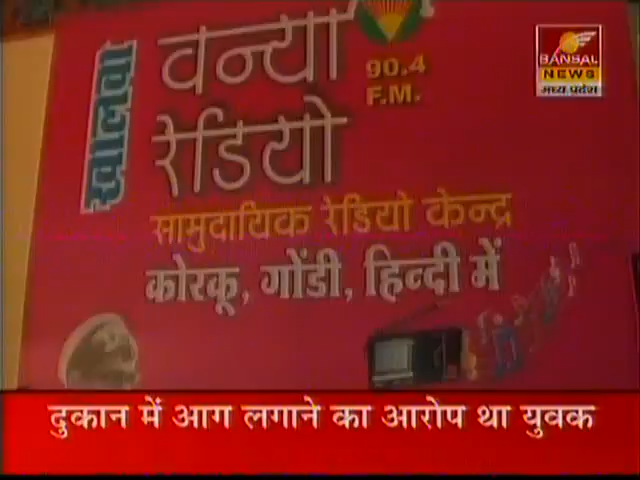 खालवा
वन्या
90.4
F.M.
रेडियो
सामुदायिक रेडियो केन्द्र
कोरकू, गोंडी, हिन्दी में
BANSAL
NEWS
मध्य प्रदेश
दुकान में आग लगाने का आरोप था युवक